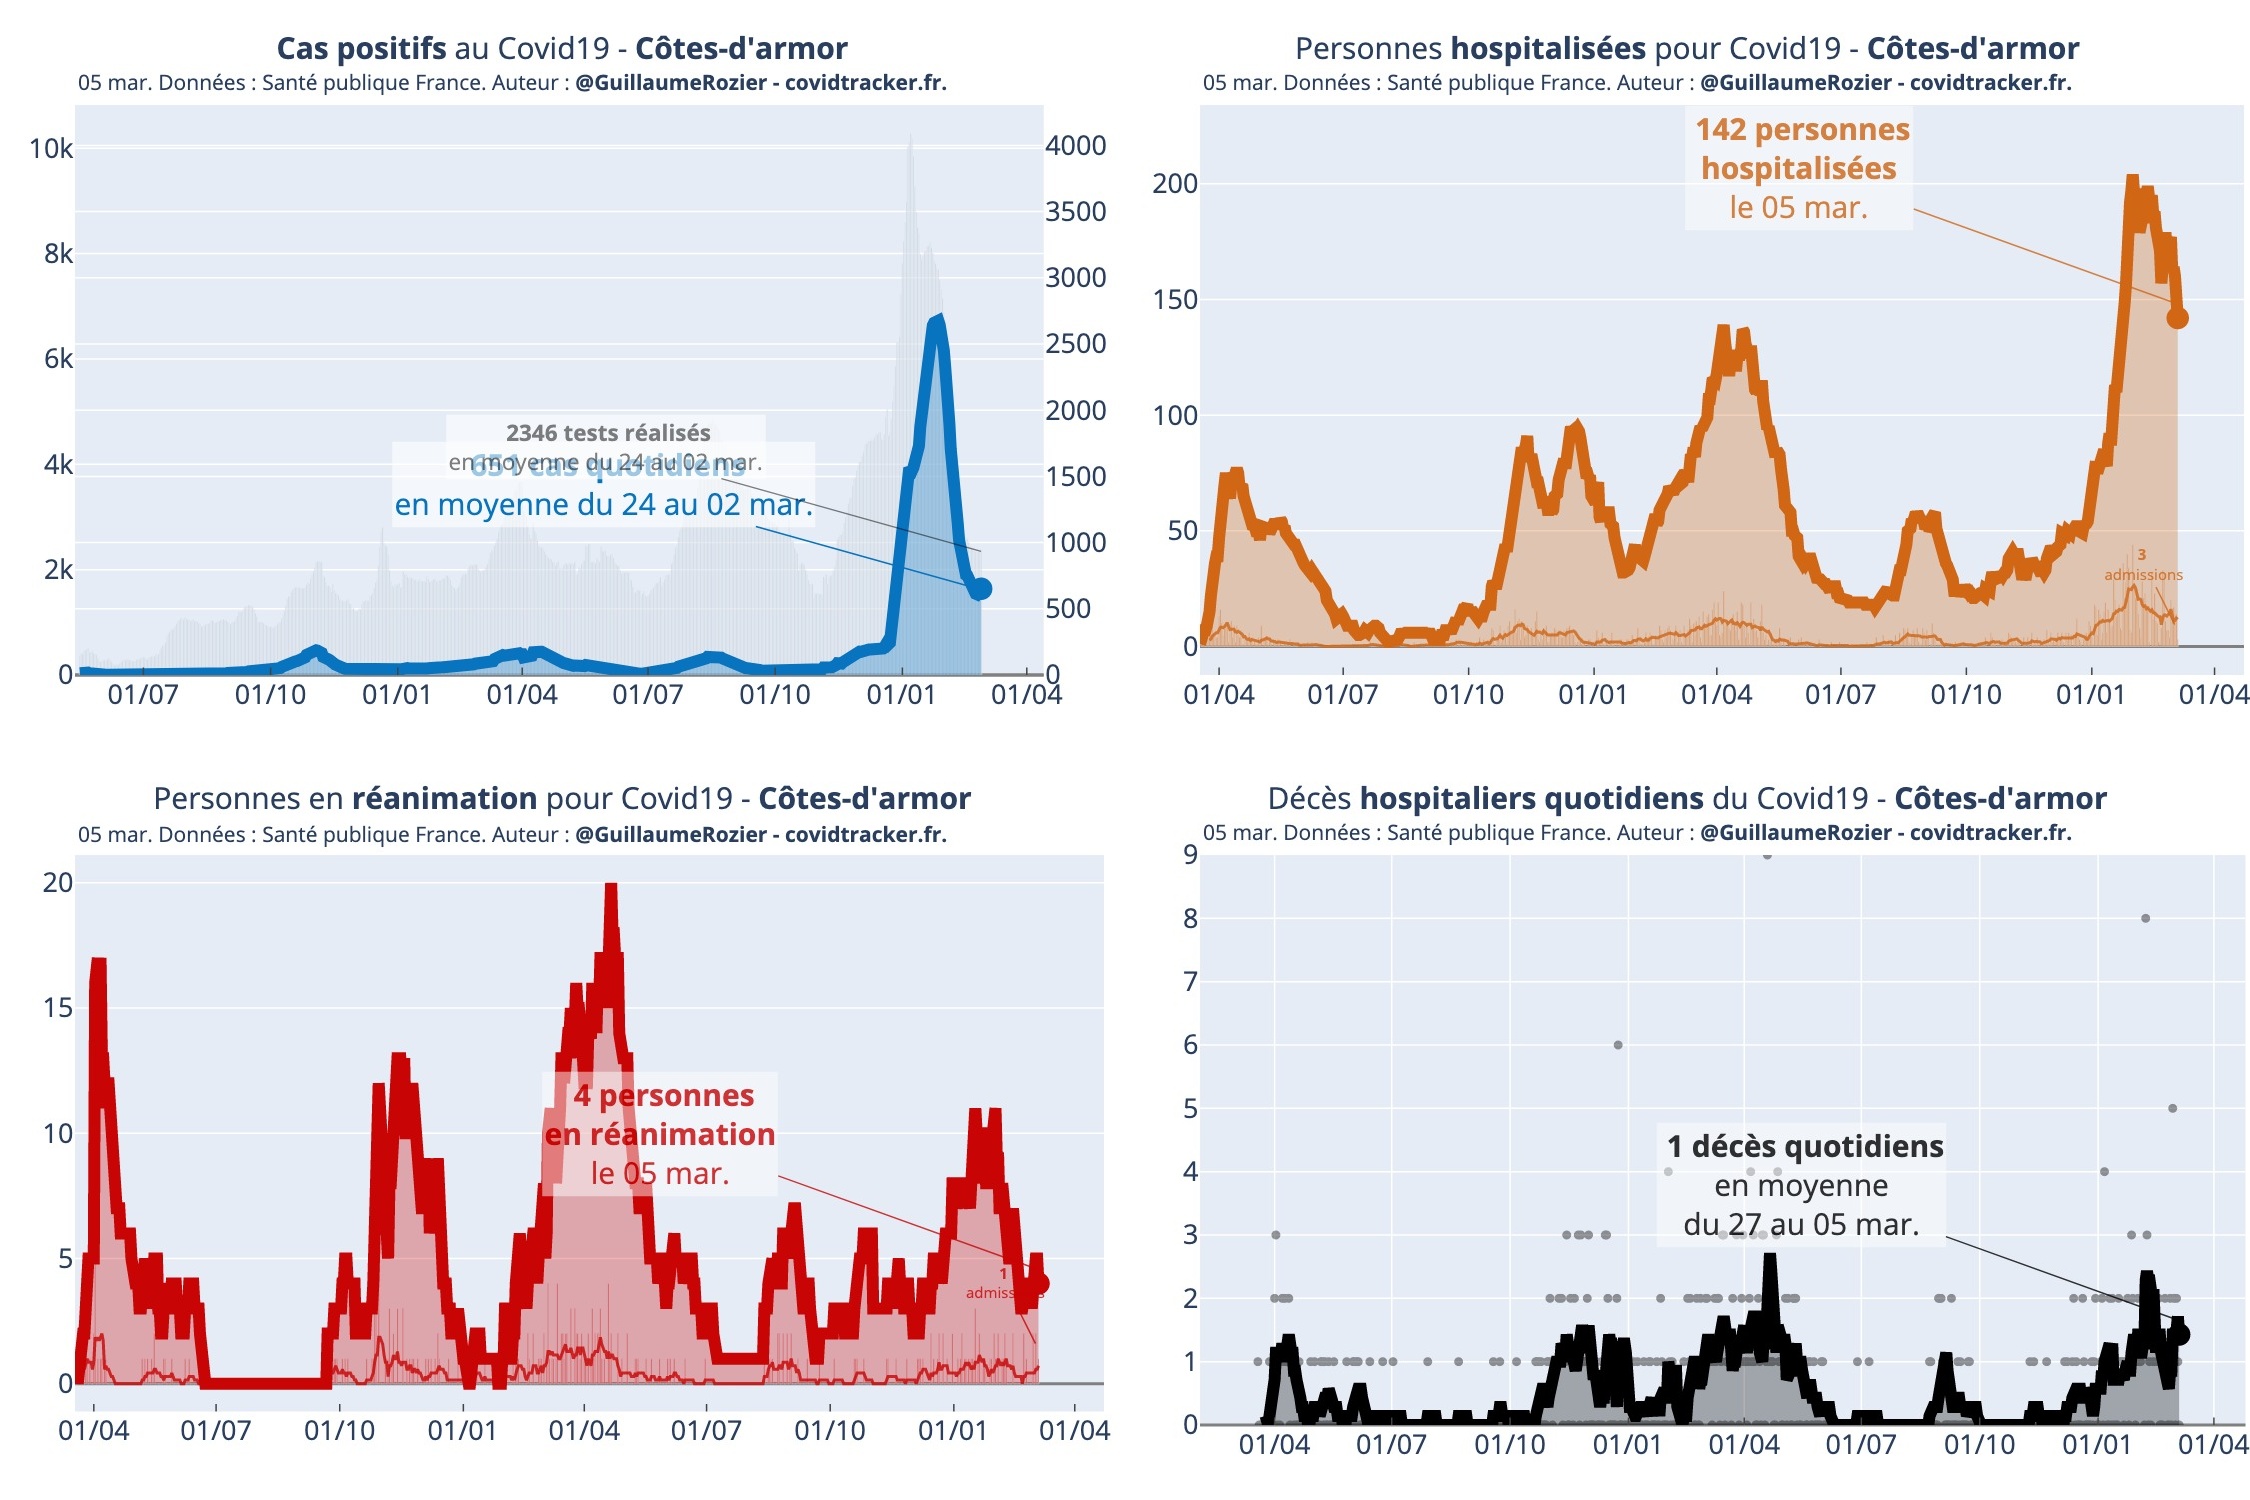 Cas positifs au Covid19 - Côtes-d'armor
05 mar. Données : Santé publique France. Auteur : @GuillaumeRozier - covidtracker.fr.
10k
8k
6k
4k
2k
0
4000
3500
3000
2500
2000
1500
1000
500
0
2346 tests réalisés
en moyenne du 24 au 02 mar.
651 cas quotidiens
en moyenne du 24 au 02 mar.
01/07 01/10 01/01 01/04 01/07 01/10 01/01 01/04
Personnes hospitalisées pour Covid19 - Côtes-d'armor
05 mar. Données : Santé publique France. Auteur : @GuillaumeRozier - covidtracker.fr.
142 personnes
hospitalisées
le 05 mar.
200
150
100
50
0
3
admissions
01/04 01/07 01/10 01/01 01/04 01/07 01/10 01/01 01/04
Personnes en réanimation pour Covid19 - Côtes-d'armor
05 mar. Données : Santé publique France. Auteur : @GuillaumeRozier - covidtracker.fr.
20
15
10
5
0
4 personnes
en réanimation
le 05 mar.
1
admissions
01/04 01/07 01/10 01/01 01/04 01/07 01/10 01/01 01/04
Décès hospitaliers quotidiens du Covid19 - Côtes-d'armor
05 mar. Données : Santé publique France. Auteur : @GuillaumeRozier - covidtracker.fr.
9
8
7
6
5
4
3
2
1
0
1 décès quotidiens
en moyenne
du 27 au 05 mar.
01/04 01/07 01/10 01/01 01/04 01/07 01/10 01/01 01/04